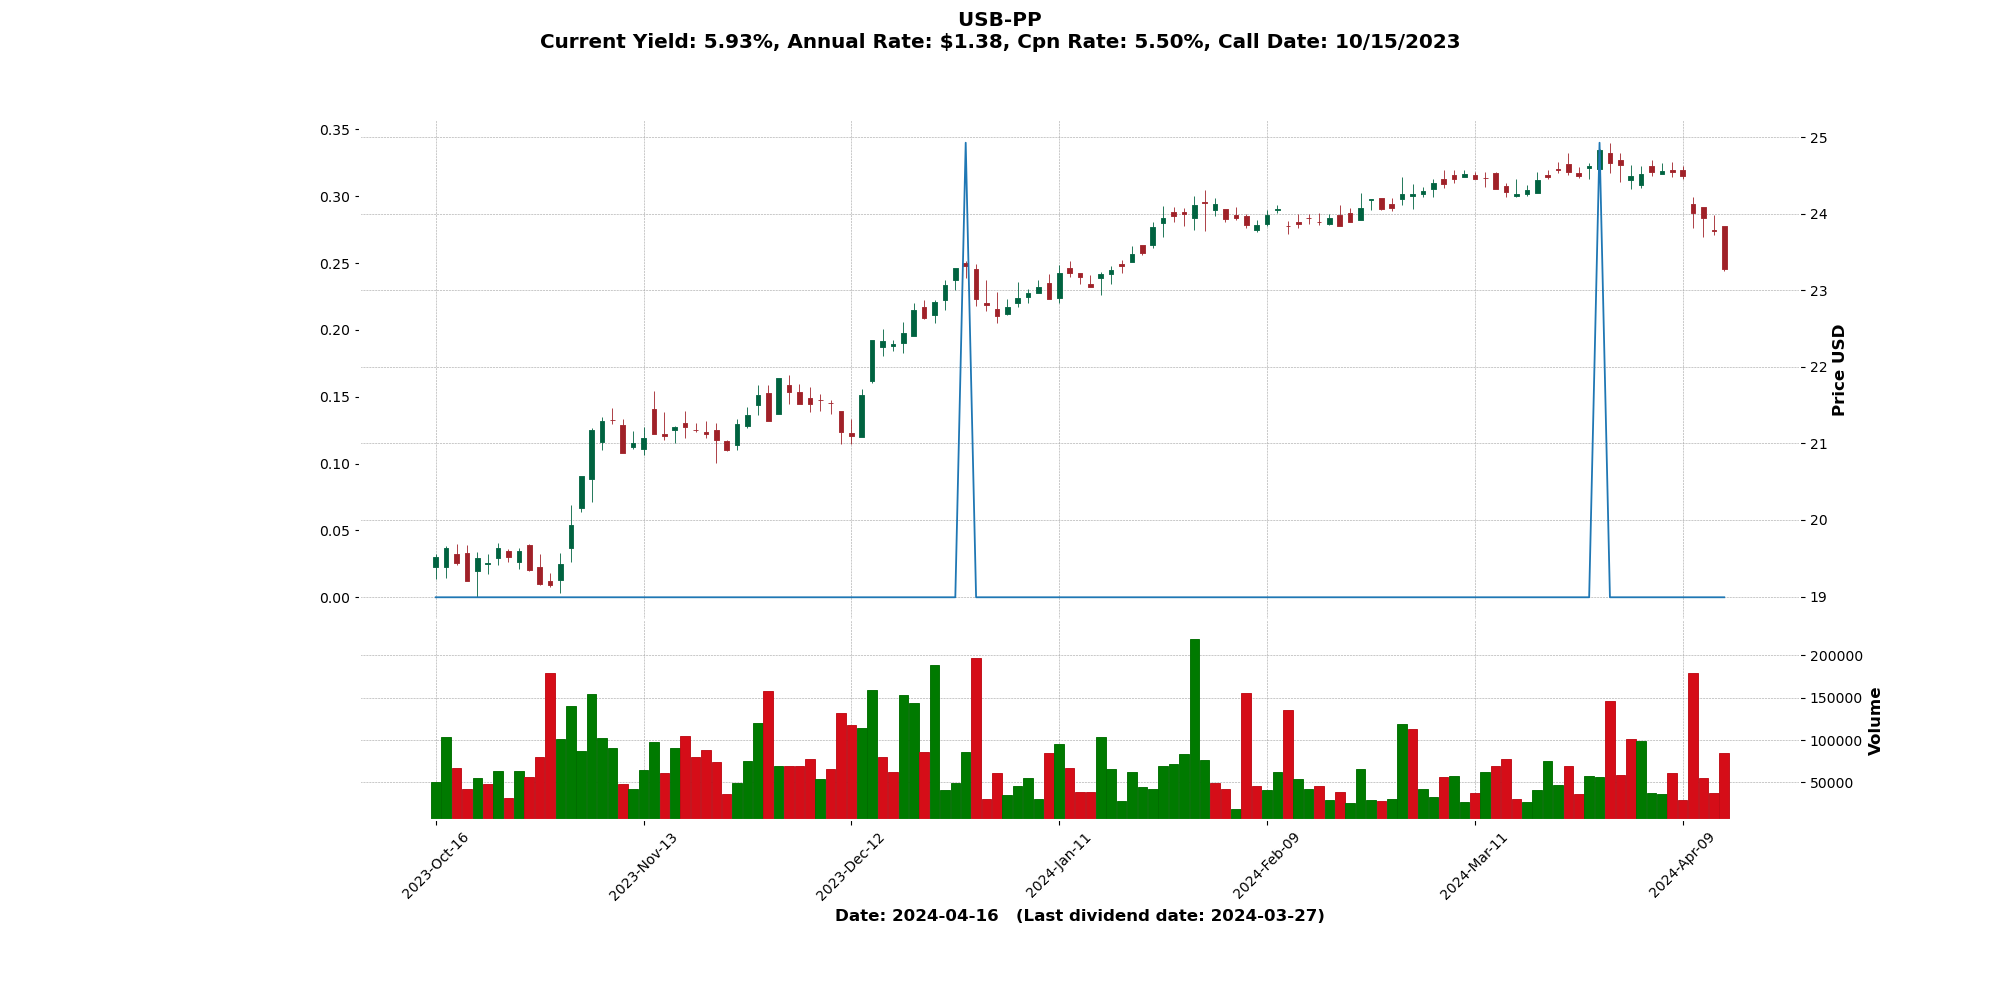 USB-PP
Current Yield: 5.93%, Annual Rate: $1.38, Cpn Rate: 5.50%, Call Date: 10/15/2023
0.35
0.30
0.25
0.20
0.15
0.10
0.05
0.00
25
24
23
22
21
20
19
Price USD
200000
150000
100000
50000
Volume
2023-Oct-16
2023-Nov-13
2023-Dec-12
2024-Jan-11
2024-Feb-09
2024-Mar-11
2024-Apr-09
Date: 2024-04-16   (Last dividend date: 2024-03-27)